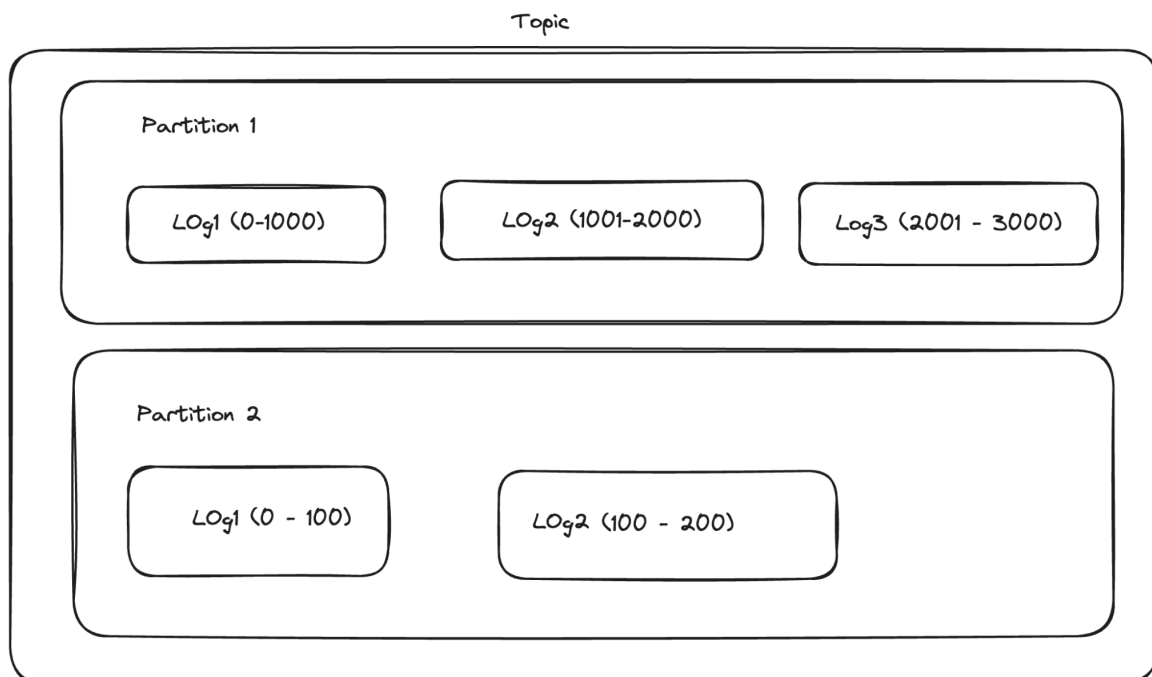 Topic
Partition 1
LOg1 (0-1000)
LOg2 (1001-2000)
Log3 (2001 - 3000)
Partition 2
LOg1 (0 - 100)
LOg2 (100 - 200)